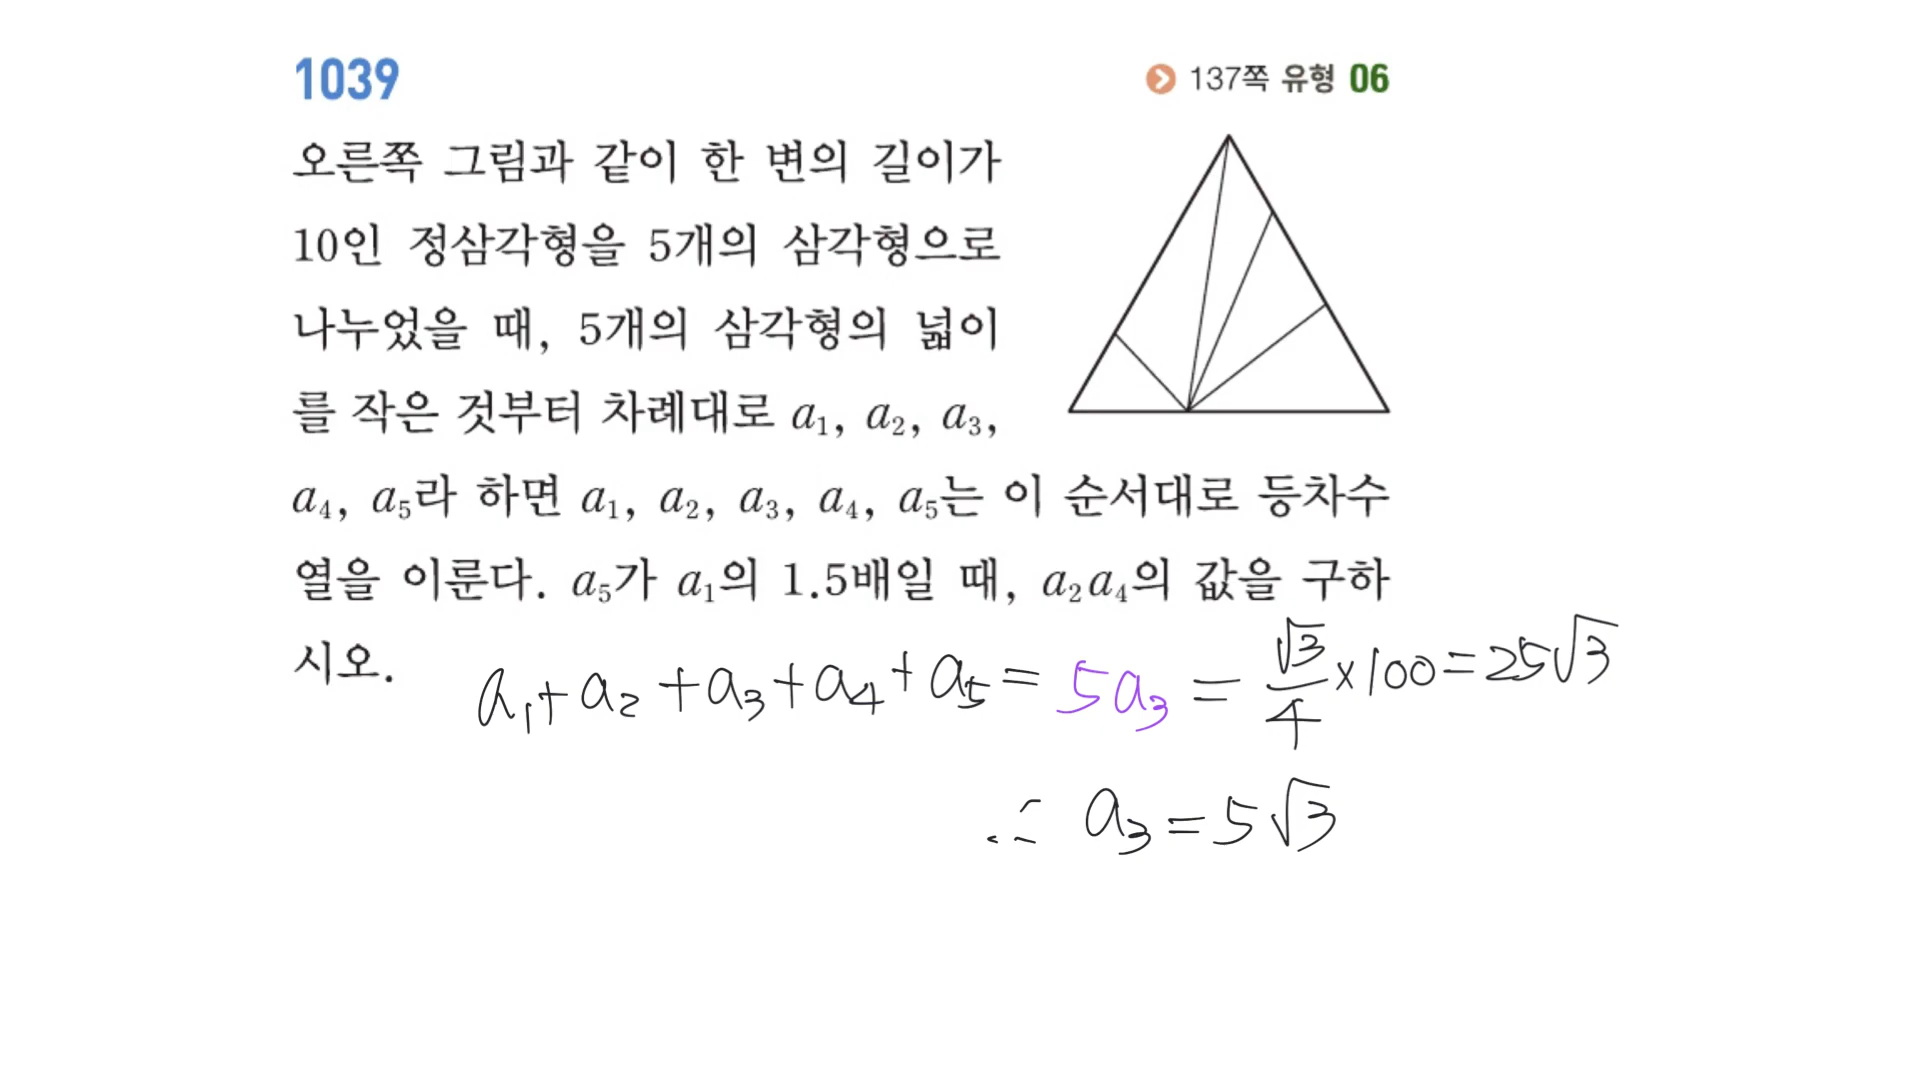 1039
137쪽 유형 06
오른쪽 그림과 같이 한 변의 길이가
10인 정삼각형을 5개의 삼각형으로
나누었을 때, 5개의 삼각형의 넓이
를 작은 것부터 차례대로 a₁, a₂, a₃,
a₄, a₅라 하면 a₁, a₂, a₃, a₄, a₅는 이 순서대로 등차수
열을 이룬다. a₅가 a₁의 1.5배일 때, a₂a₄의 값을 구하
시오.
a₁+a₂+a₃+a₄+a₅=5a₃=√3/4×100=25√3
∴ a₃=5√3